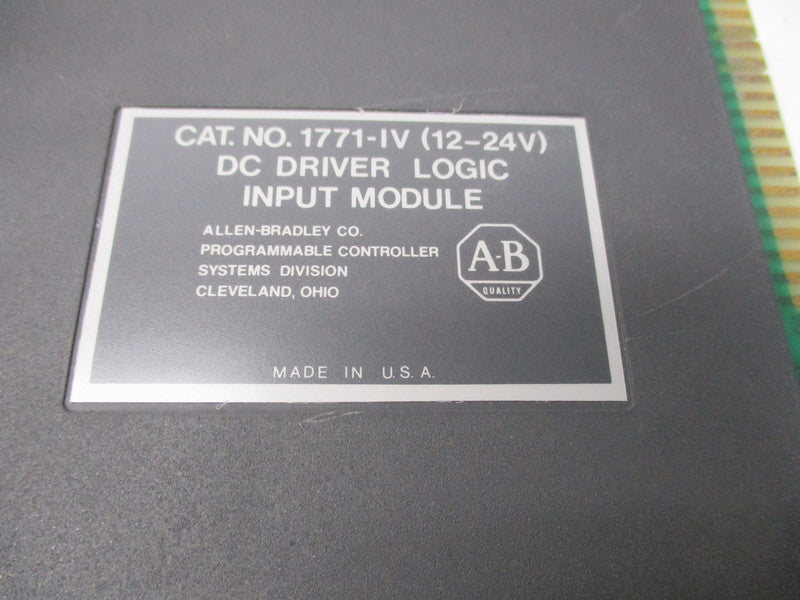 CAT. NO. 1771-IV (12-24V)
DC DRIVER LOGIC
INPUT MODULE
ALLEN-BRADLEY CO.
PROGRAMMABLE CONTROLLER
SYSTEMS DIVISION
CLEVELAND, OHIO
A-B
QUALITY
MADE IN U.S.A.